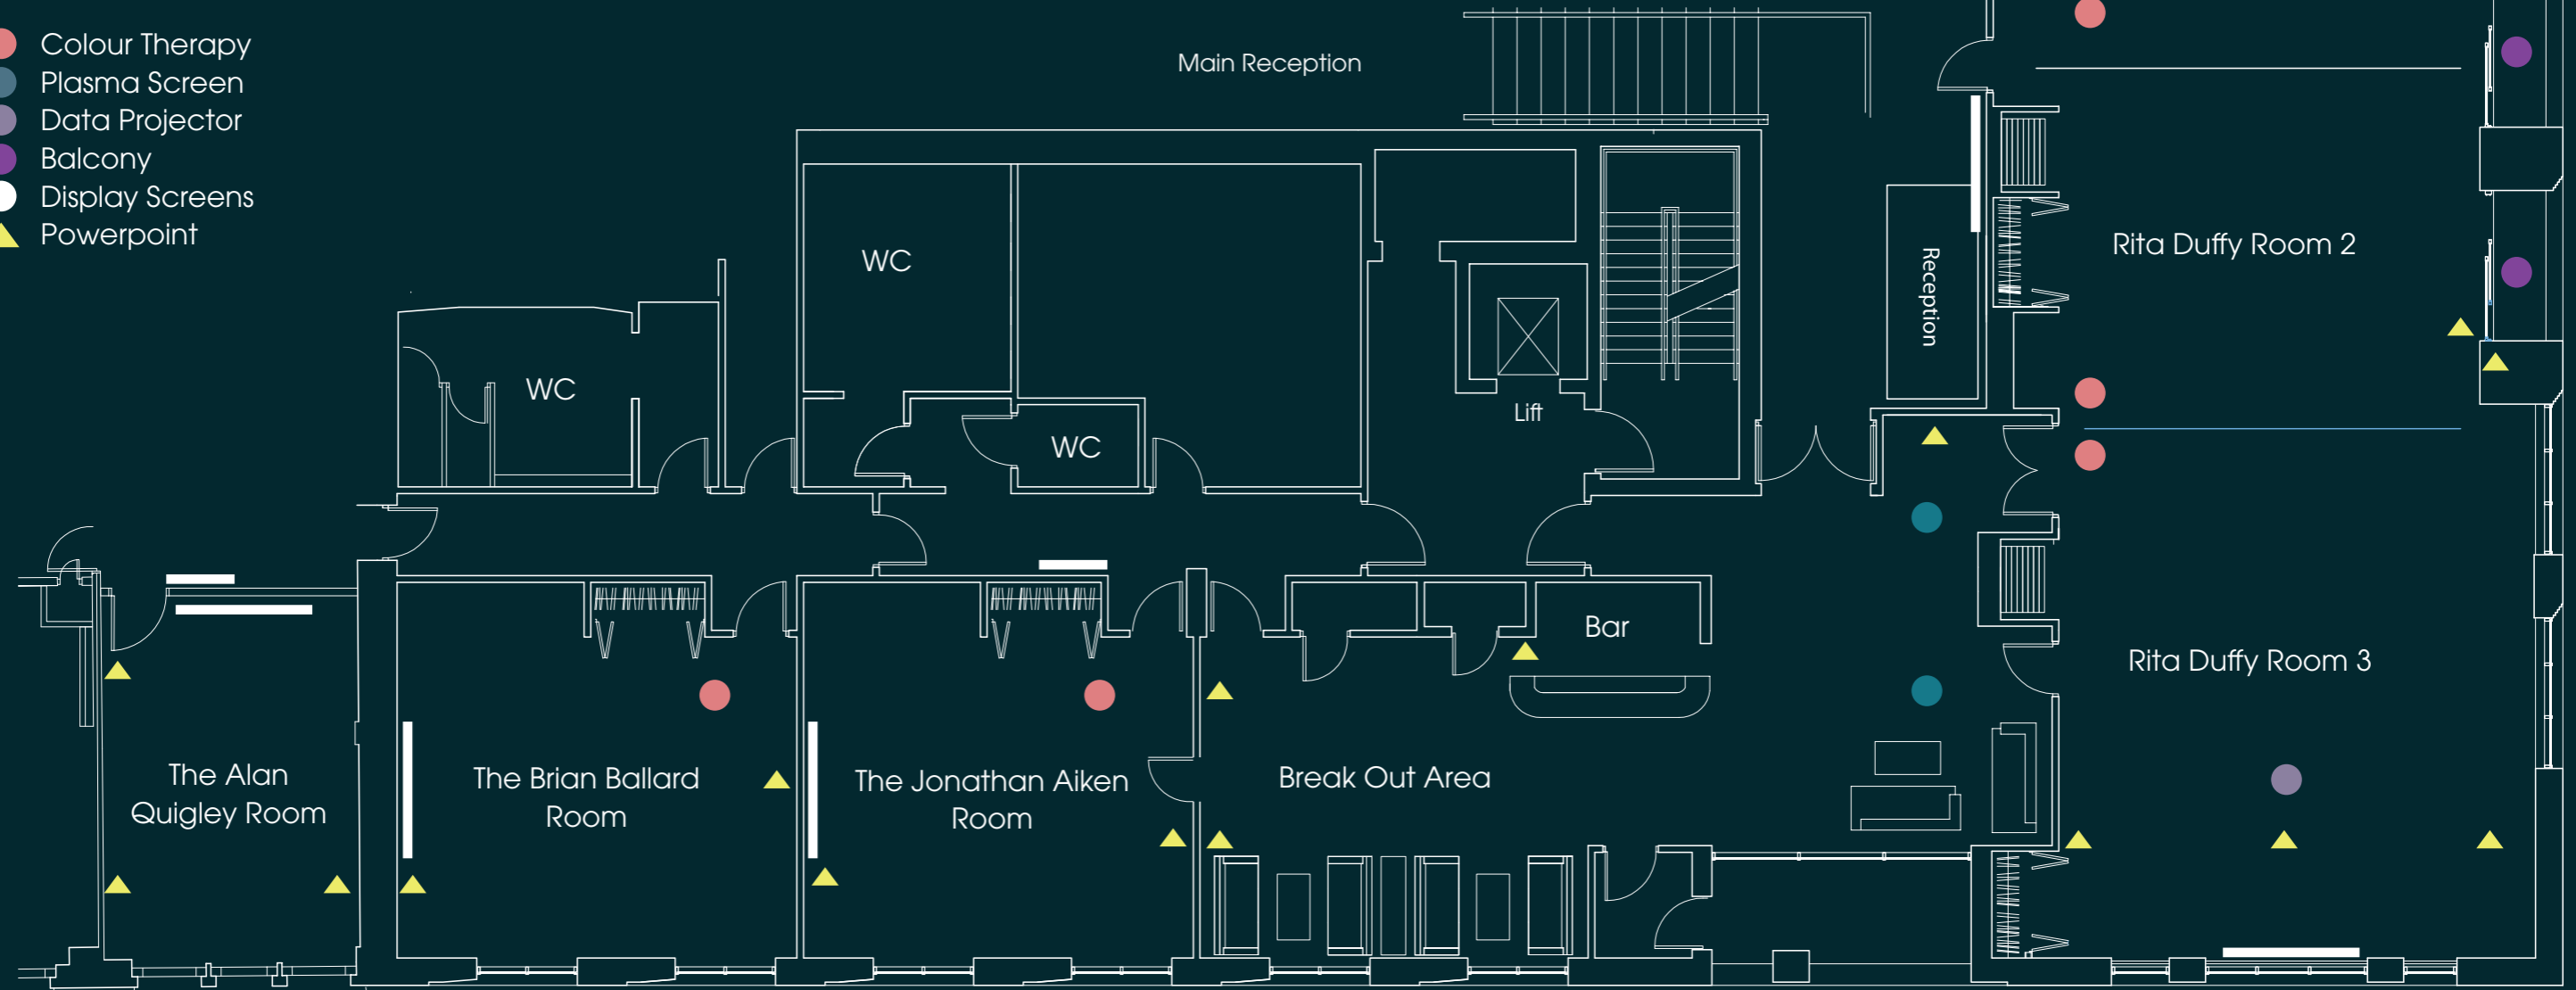 Colour Therapy
Plasma Screen
Data Projector
Balcony
Display Screens
Powerpoint
Main Reception
WC
WC
WC
Lift
Reception
Rita Duffy Room 2
Rita Duffy Room 3
Bar
The Alan
Quigley Room
The Brian Ballard
Room
The Jonathan Aiken
Room
Break Out Area